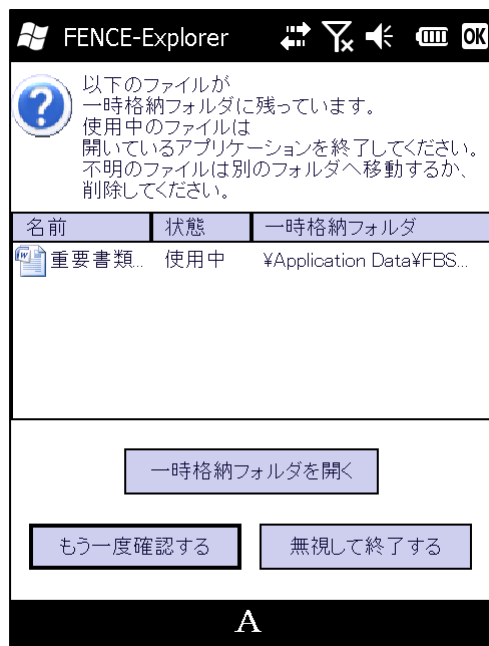 FENCE-Explorer OK
以下のファイルが
一時格納フォルダに残っています。
使用中のファイルは
開いているアプリケーションを終了してください。
不明のファイルは別のフォルダへ移動するか、
削除してください。
名前 状態 一時格納フォルダ
重要書類... 使用中 ¥Application Data¥FBS...
一時格納フォルダを開く
もう一度確認する 無視して終了する
A